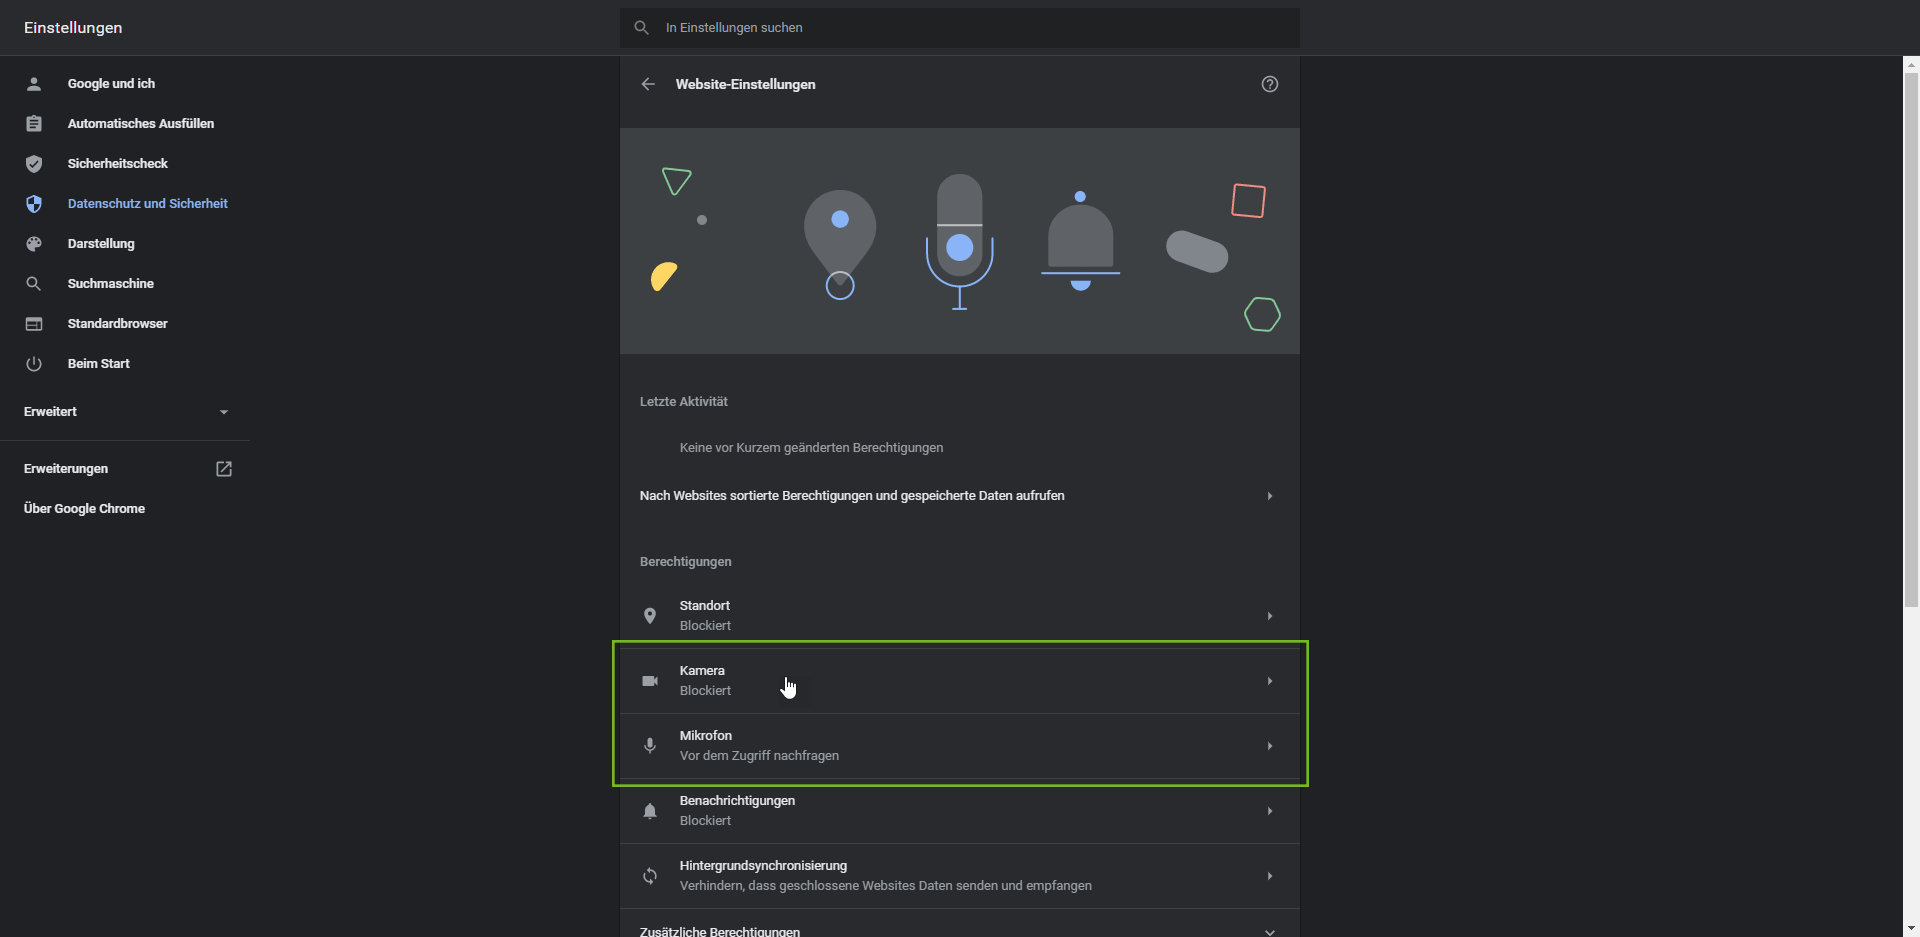 Einstellungen
In Einstellungen suchen
Google und ich
Automatisches Ausfüllen
Sicherheitscheck
Datenschutz und Sicherheit
Darstellung
Suchmaschine
Standardbrowser
Beim Start
Erweitert
Erweiterungen
Über Google Chrome
Website-Einstellungen
Letzte Aktivität
Keine vor Kurzem geänderten Berechtigungen
Nach Websites sortierte Berechtigungen und gespeicherte Daten aufrufen
Berechtigungen
Standort
Blockiert
Kamera
Blockiert
Mikrofon
Vor dem Zugriff nachfragen
Benachrichtigungen
Blockiert
Hintergrundsynchronisierung
Verhindern, dass geschlossene Websites Daten senden und empfangen
Zusätzliche Berechtigungen